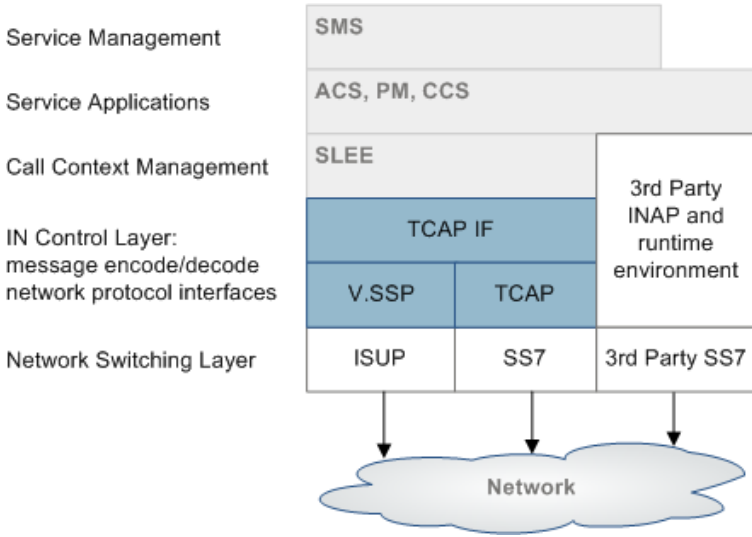 Service Management
SMS
Service Applications
ACS, PM, CCS
Call Context Management
SLEE
3rd Party
INAP and
runtime
environment
IN Control Layer:
message encode/decode
network protocol interfaces
TCAP IF
V.SSP
TCAP
Network Switching Layer
ISUP
SS7
3rd Party SS7
Network